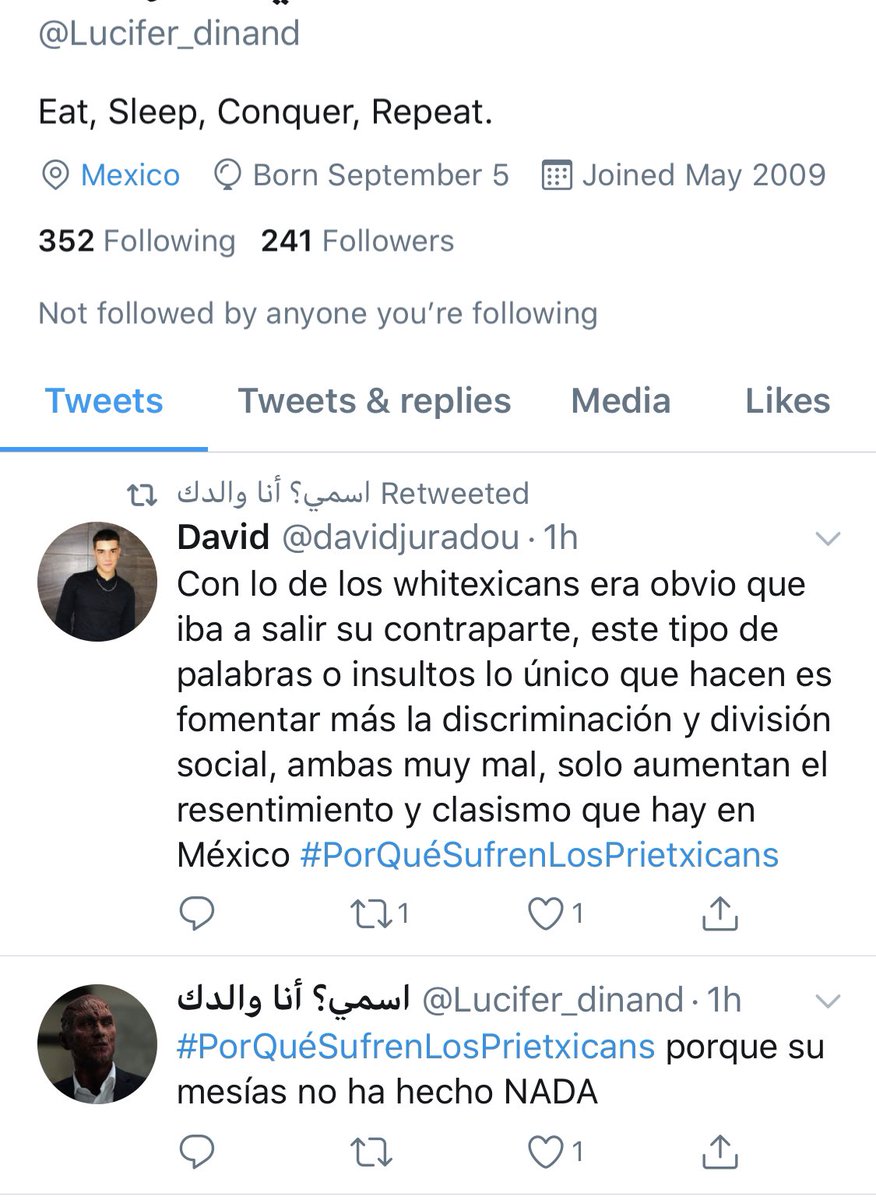 @Lucifer_dinand
Eat, Sleep, Conquer, Repeat.
Mexico Born September 5 Joined May 2009
352 Following 241 Followers
Not followed by anyone you’re following
Tweets Tweets & replies Media Likes
اسمي؟ أنا والدك Retweeted
David @davidjuradou · 1h
Con lo de los whitexicans era obvio que
iba a salir su contraparte, este tipo de
palabras o insultos lo único que hacen es
fomentar más la discriminación y división
social, ambas muy mal, solo aumentan el
resentimiento y clasismo que hay en
México #PorQuéSufrenLosPrietxicans
1 1
اسمي؟ أنا والدك @Lucifer_dinand · 1h
#PorQuéSufrenLosPrietxicans porque su
mesías no ha hecho NADA
1